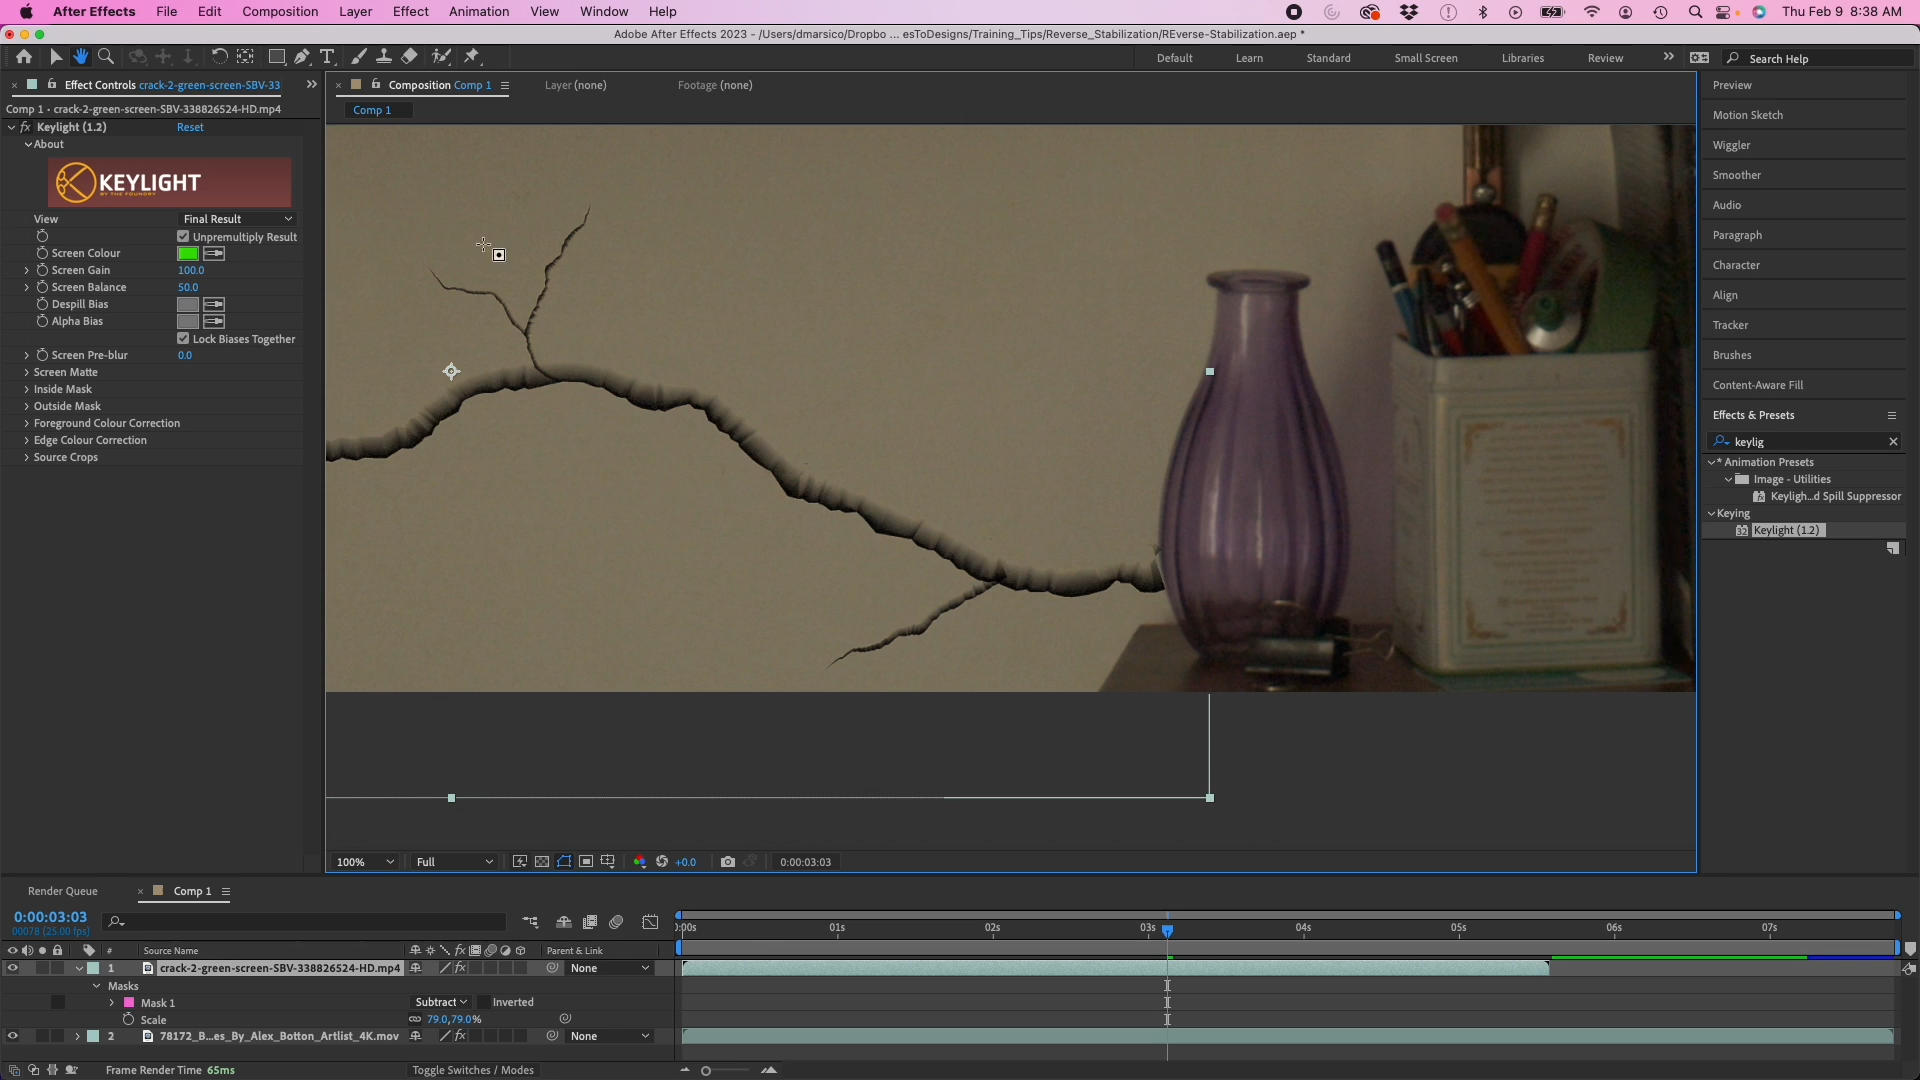 After Effects File Edit Composition Layer Effect Animation View Window Help Thu Feb 9 8:38 AM
Adobe After Effects 2023 - /Users/dmarsico/Dropbo ... esToDesigns/Training_Tips/Reverse_Stabilization/REverse-Stabilization.aep *
Default Learn Standard Small Screen Libraries Review Search Help
Effect Controls crack-2-green-screen-SBV-33
Comp 1 • crack-2-green-screen-SBV-338826524-HD.mp4
fx Keylight (1.2) Reset
About
KEYLIGHT
BY THE FOUNDRY
View Final Result
Unpremultiply Result
Screen Colour
Screen Gain 100.0
Screen Balance 50.0
Despill Bias
Alpha Bias
Lock Biases Together
Screen Pre-blur 0.0
Screen Matte
Inside Mask
Outside Mask
Foreground Colour Correction
Edge Colour Correction
Source Crops
Composition Comp 1 Layer (none) Footage (none)
Comp 1
100% Full +0.0 0:00:03:03
Preview
Motion Sketch
Wiggler
Smoother
Audio
Paragraph
Character
Align
Tracker
Brushes
Content-Aware Fill
Effects & Presets
keylig
* Animation Presets
Image - Utilities
Keyligh...d Spill Suppressor
Keying
32 Keylight (1.2)
Render Queue Comp 1
0:00:03:03
00078 (25.00 fps)
):00s 01s 02s 03s 04s 05s 06s 07s
# Source Name fx Parent & Link
1 crack-2-green-screen-SBV-338826524-HD.mp4 fx None
Masks
Mask 1 Subtract Inverted
Scale 79.0,79.0%
2 78172_B...es_By_Alex_Botton_Artlist_4K.mov fx None
Frame Render Time 65ms Toggle Switches / Modes